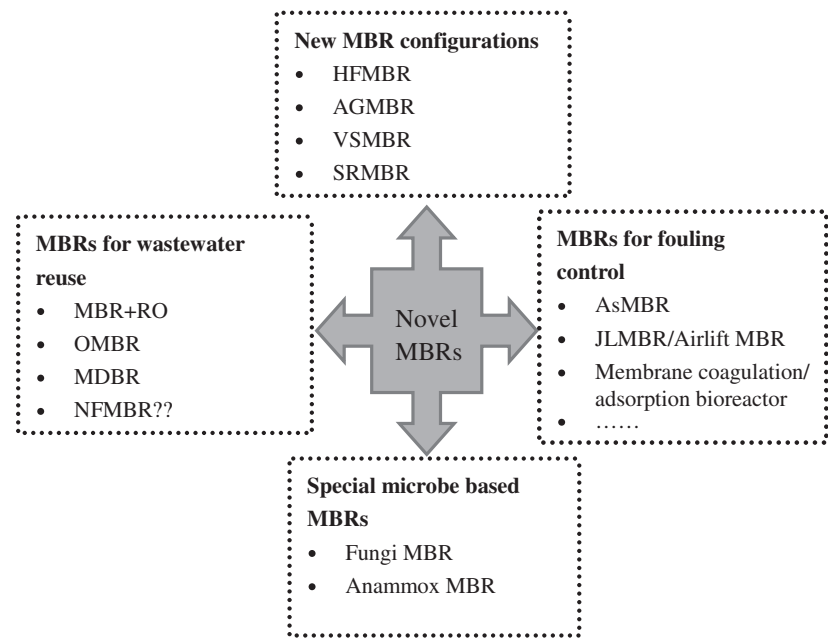 New MBR configurations
• HFMBR
• AGMBR
• VSMBR
• SRMBR
MBRs for wastewater
reuse
• MBR+RO
• OMBR
• MDBR
• NFMBR??
Novel
MBRs
MBRs for fouling
control
• AsMBR
• JLMBR/Airlift MBR
• Membrane coagulation/
adsorption bioreactor
• ……
Special microbe based
MBRs
• Fungi MBR
• Anammox MBR